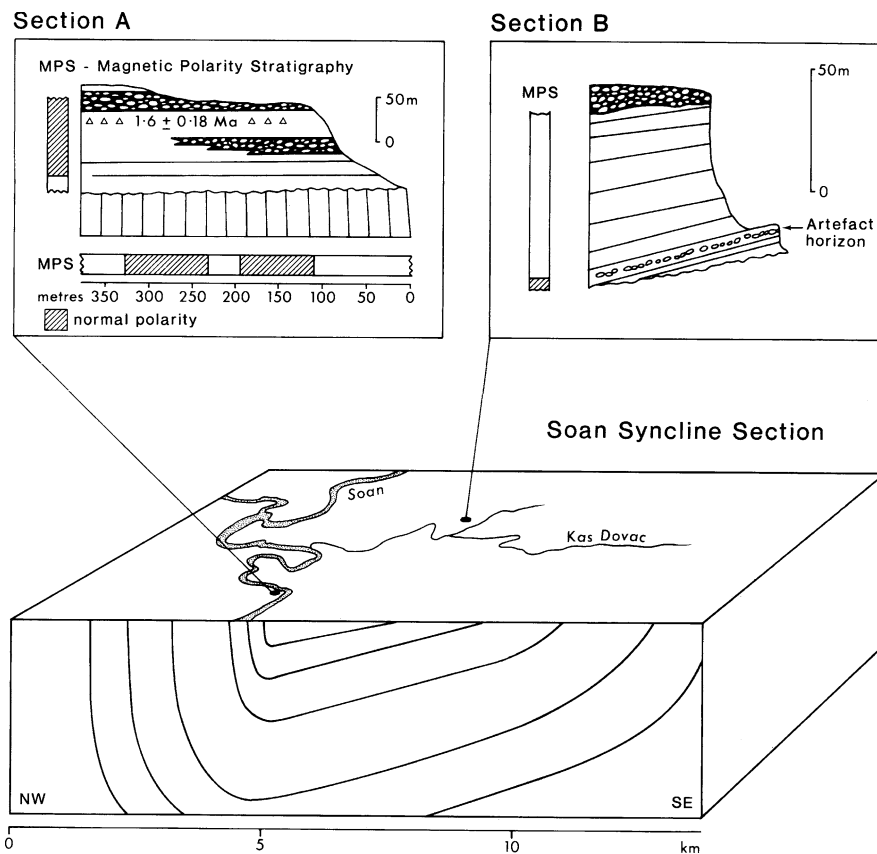 Section A
MPS - Magnetic Polarity Stratigraphy
1·6 ± 0·18 Ma
50m
0
MPS
metres 350 300 250 200 150 100 50 0
normal polarity
Section B
MPS
50m
0
Artefact
horizon
Soan Syncline Section
Soan
Kas Dovac
NW
SE
0 5 10 km